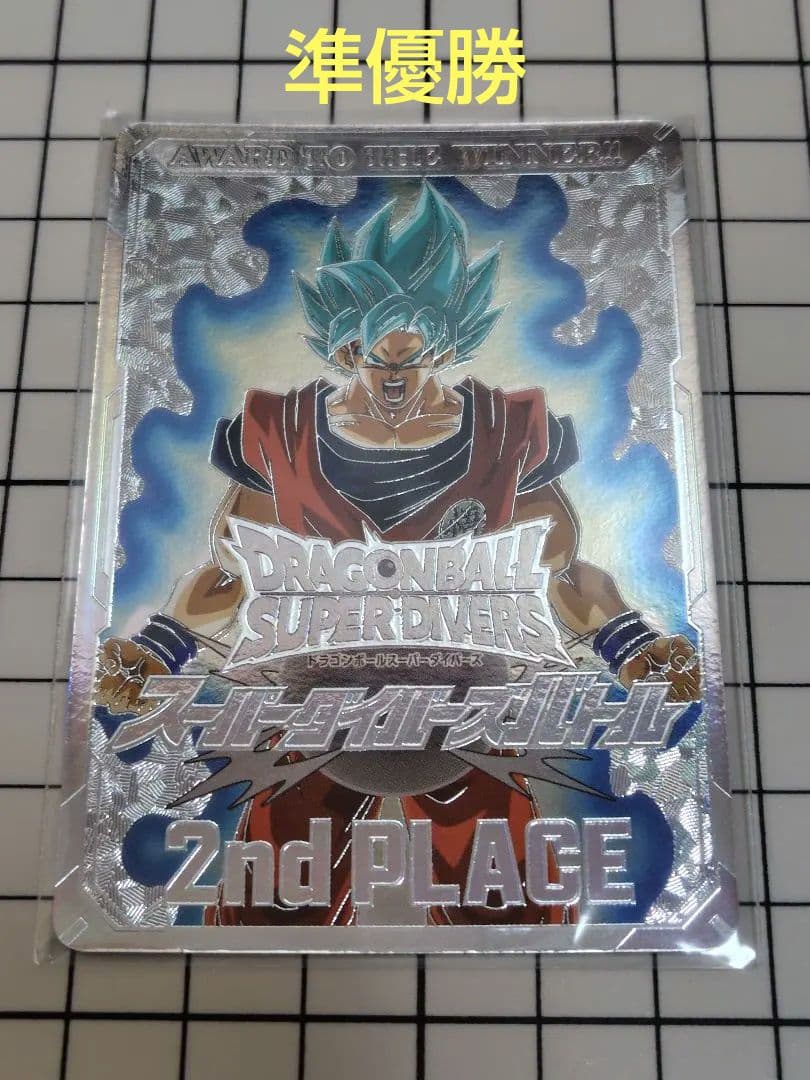 準優勝
AWARD TO THE WINNER!!
DRAGONBALL
SUPER DIVERS
ドラゴンボールスーパーダイバーズ
スーパーダイバーズバトル
2nd PLACE